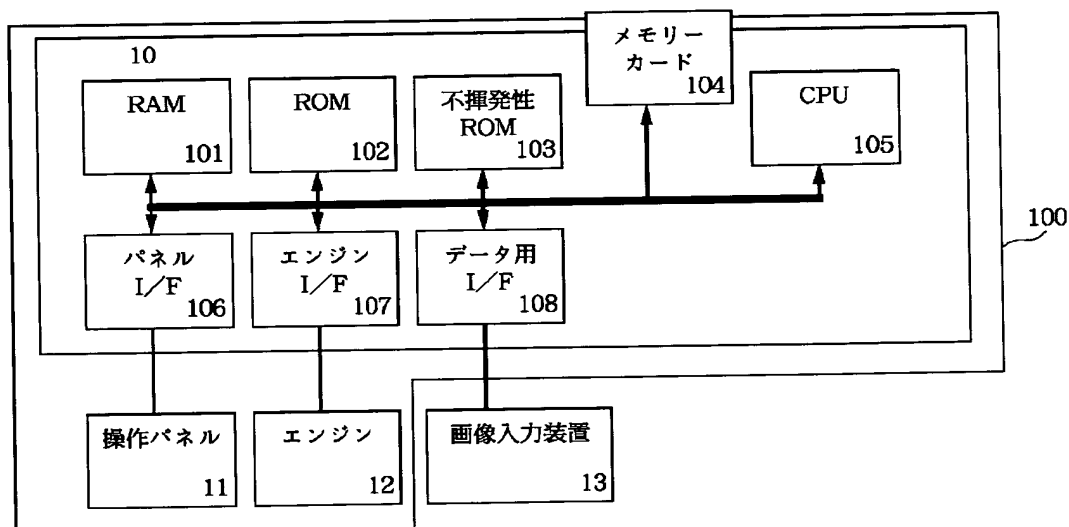 10
メモリー
カード
104
RAM
101
ROM
102
不揮発性
ROM
103
CPU
105
100
パネル
I/F
106
エンジン
I/F
107
データ用
I/F
108
操作パネル
11
エンジン
12
画像入力装置
13